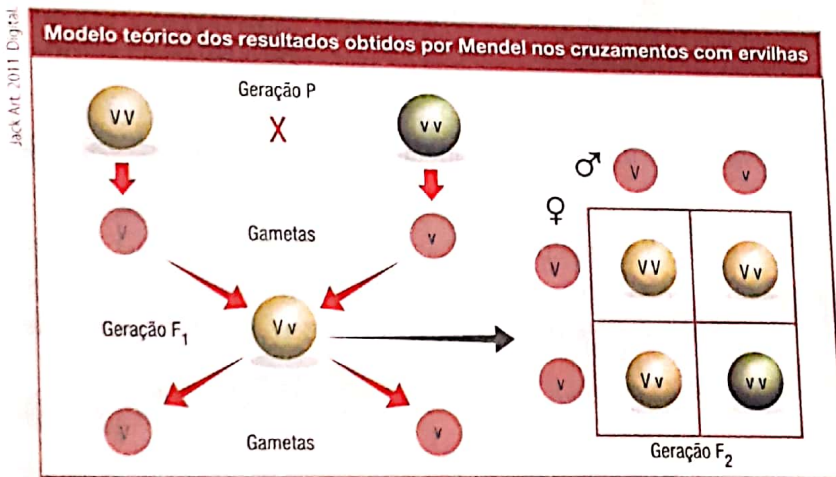 Jack Art 2011 Digital
Modelo teórico dos resultados obtidos por Mendel nos cruzamentos com ervilhas
Geração P
VV
X
vv
V
Gametas
v
Geração F1
Vv
V
Gametas
v
♂ V v
♀
V VV Vv
v Vv vv
Geração F2